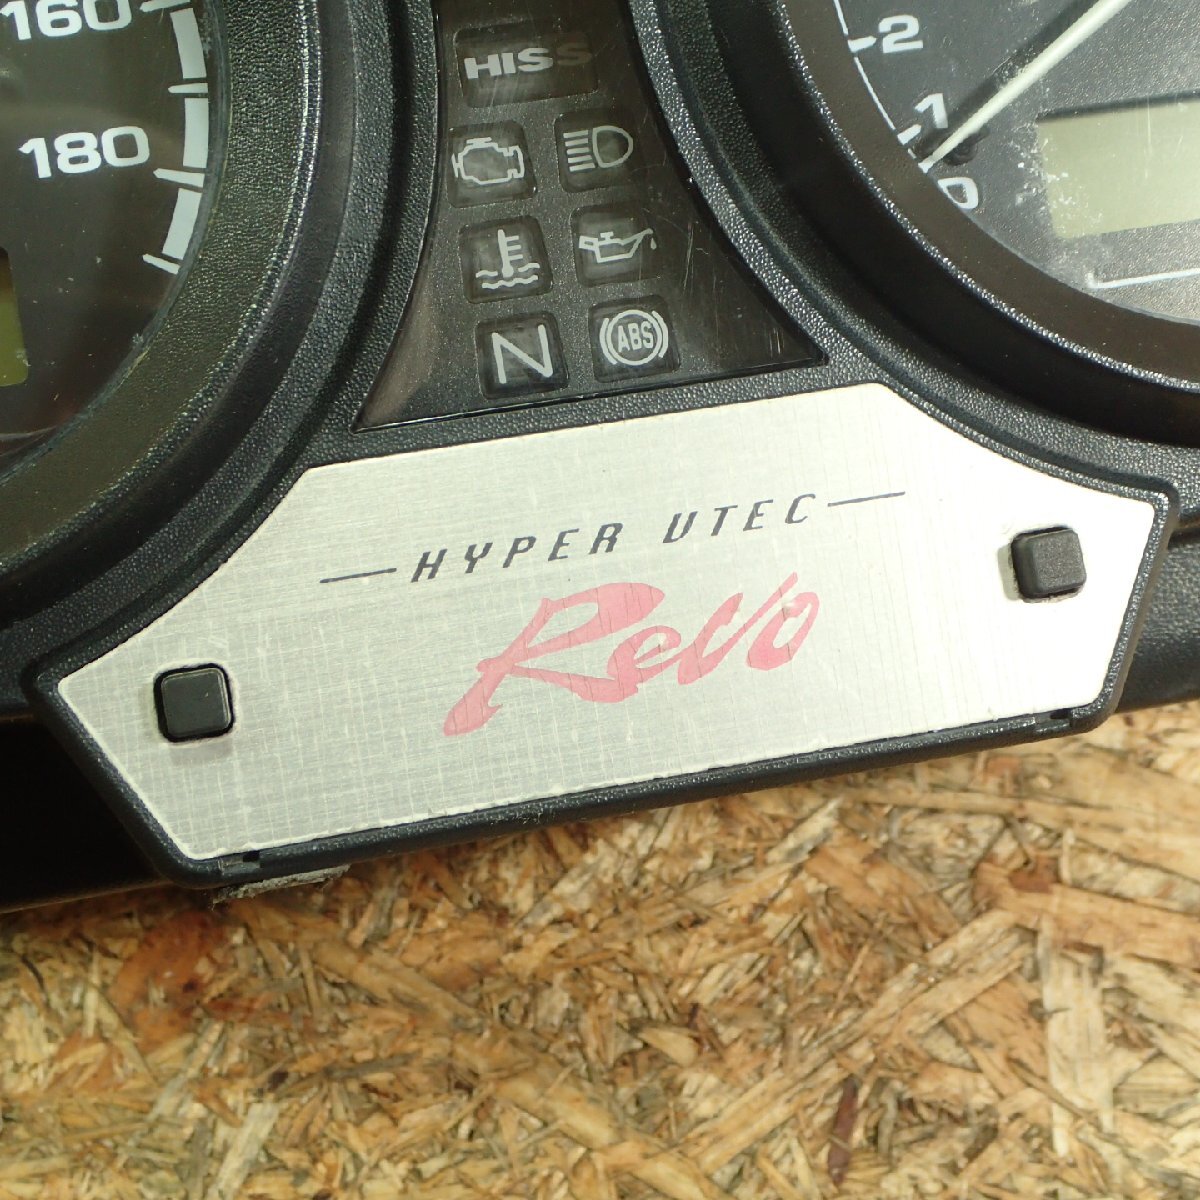 160
180
HISS
2
1
0
N
ABS
HYPER VTEC
Revo